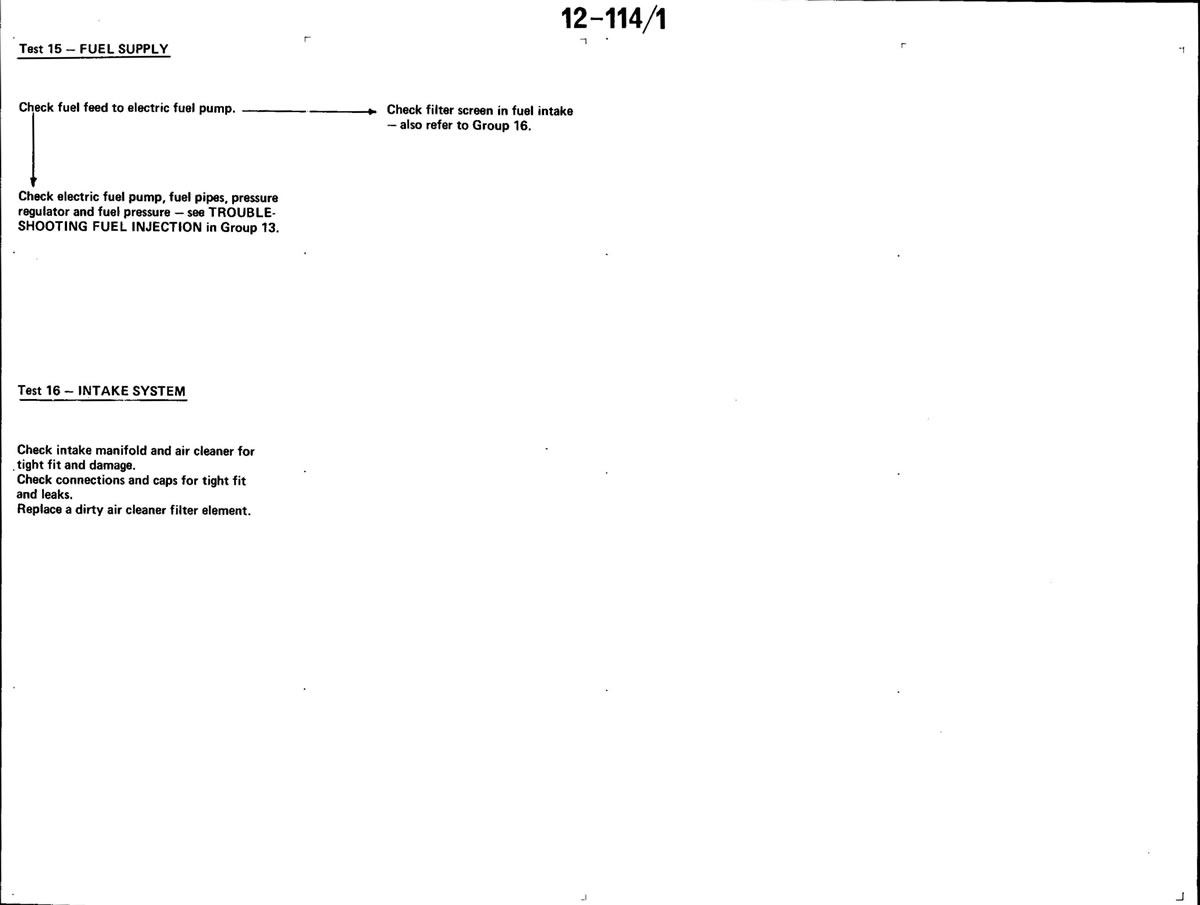 12-114/1
Test 15 – FUEL SUPPLY
Check fuel feed to electric fuel pump.
Check filter screen in fuel intake
– also refer to Group 16.
Check electric fuel pump, fuel pipes, pressure
regulator and fuel pressure – see TROUBLE-
SHOOTING FUEL INJECTION in Group 13.
Test 16 – INTAKE SYSTEM
Check intake manifold and air cleaner for
tight fit and damage.
Check connections and caps for tight fit
and leaks.
Replace a dirty air cleaner filter element.